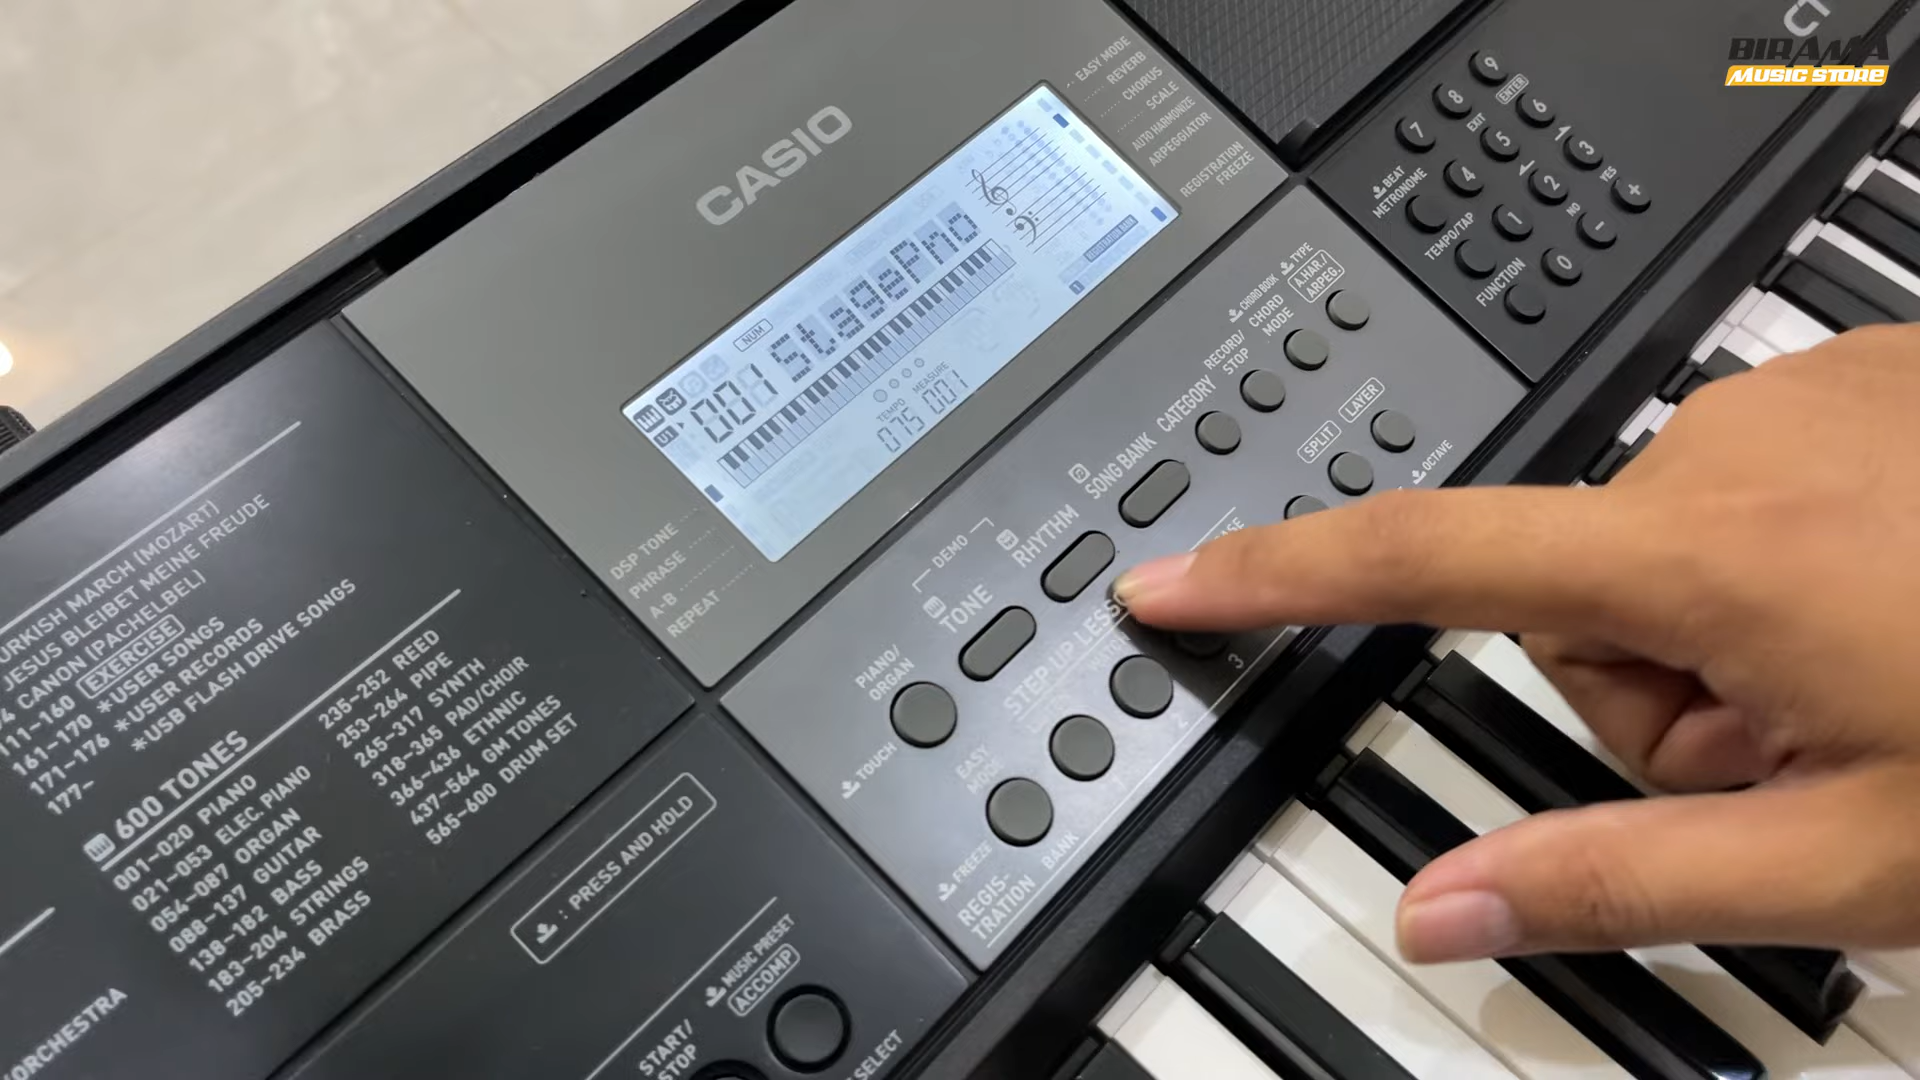 BIRAMA
MUSIC STORE
CT
CASIO
EASY MODE
REVERB
CHORUS
SCALE
AUTO HARMONIZE
ARPEGGIATOR
REGISTRATION
FREEZE
NUM
U1
001 StagePno
TEMPO
MEASURE
075 001
DSP TONE
PHRASE
A-B
REPEAT
7 8 9
ENTER
EXIT
4 5 6
1 2 3
YES
NO
0 - +
BEAT
METRONOME
TEMPO/TAP
FUNCTION
TYPE
A.HAR./
ARPEG.
CHORD BOOK
CHORD
MODE
RECORD/
STOP
CATEGORY
SONG BANK
RHYTHM
DEMO
TONE
PIANO/
ORGAN
TOUCH
SPLIT
LAYER
OCTAVE
STEP UP
EASY
MODE
2
3
FREEZE
REGIS-
TRATION
BANK
TURKISH MARCH (MOZART)
JESUS BLEIBET MEINE FREUDE
CANON (PACHELBEL)
111-160 EXERCISE
161-170 *USER SONGS
171-176 *USER RECORDS
177- *USB FLASH DRIVE SONGS
600 TONES
001-020 PIANO
021-053 ELEC.PIANO
054-087 ORGAN
088-137 GUITAR
138-182 BASS
183-204 STRINGS
205-234 BRASS
235-252 REED
253-264 PIPE
265-317 SYNTH
318-365 PAD/CHOIR
366-436 ETHNIC
437-564 GM TONES
565-600 DRUM SET
: PRESS AND HOLD
/ORCHESTRA
MUSIC PRESET
ACCOMP
START/
STOP
SELECT